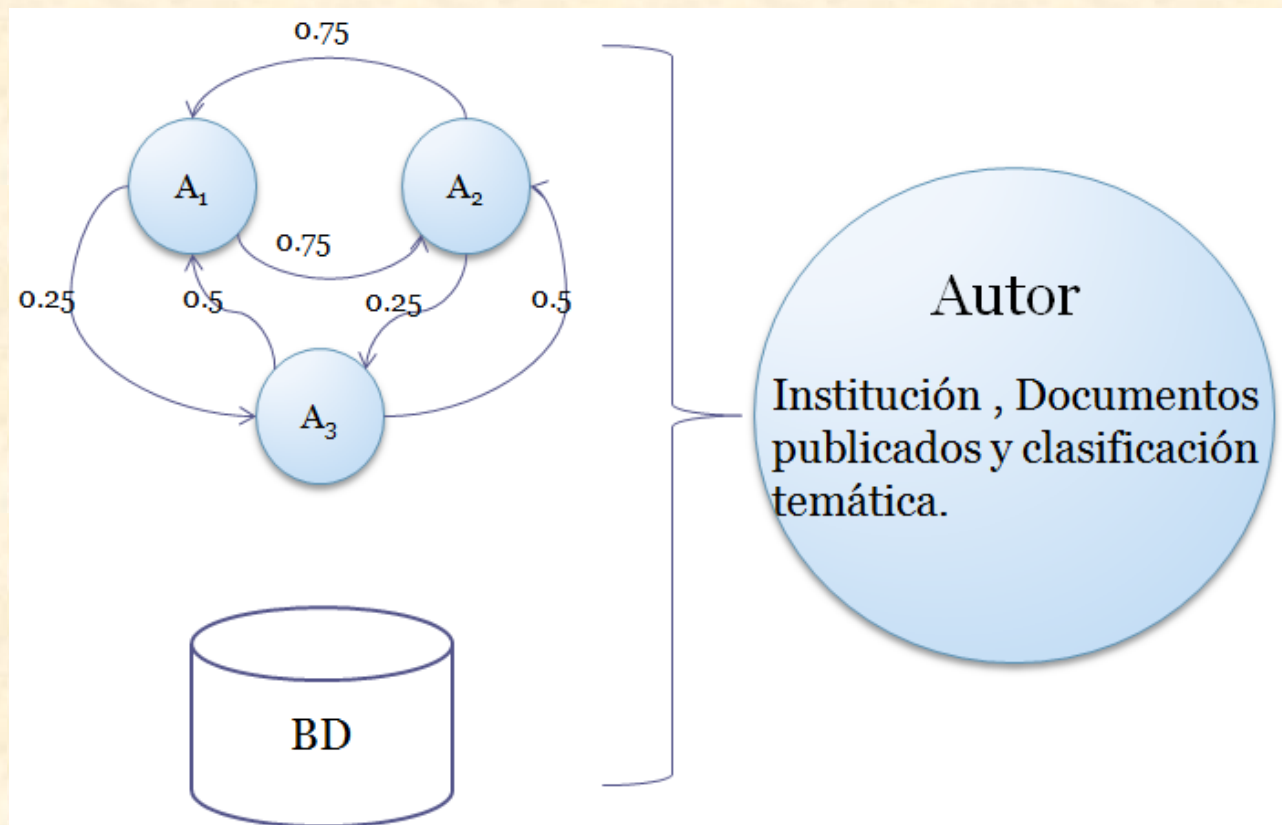 0.75
A₁
A₂
0.75
0.25
0.5
0.25
0.5
A₃
BD
Autor
Institución , Documentos
publicados y clasificación
temática.